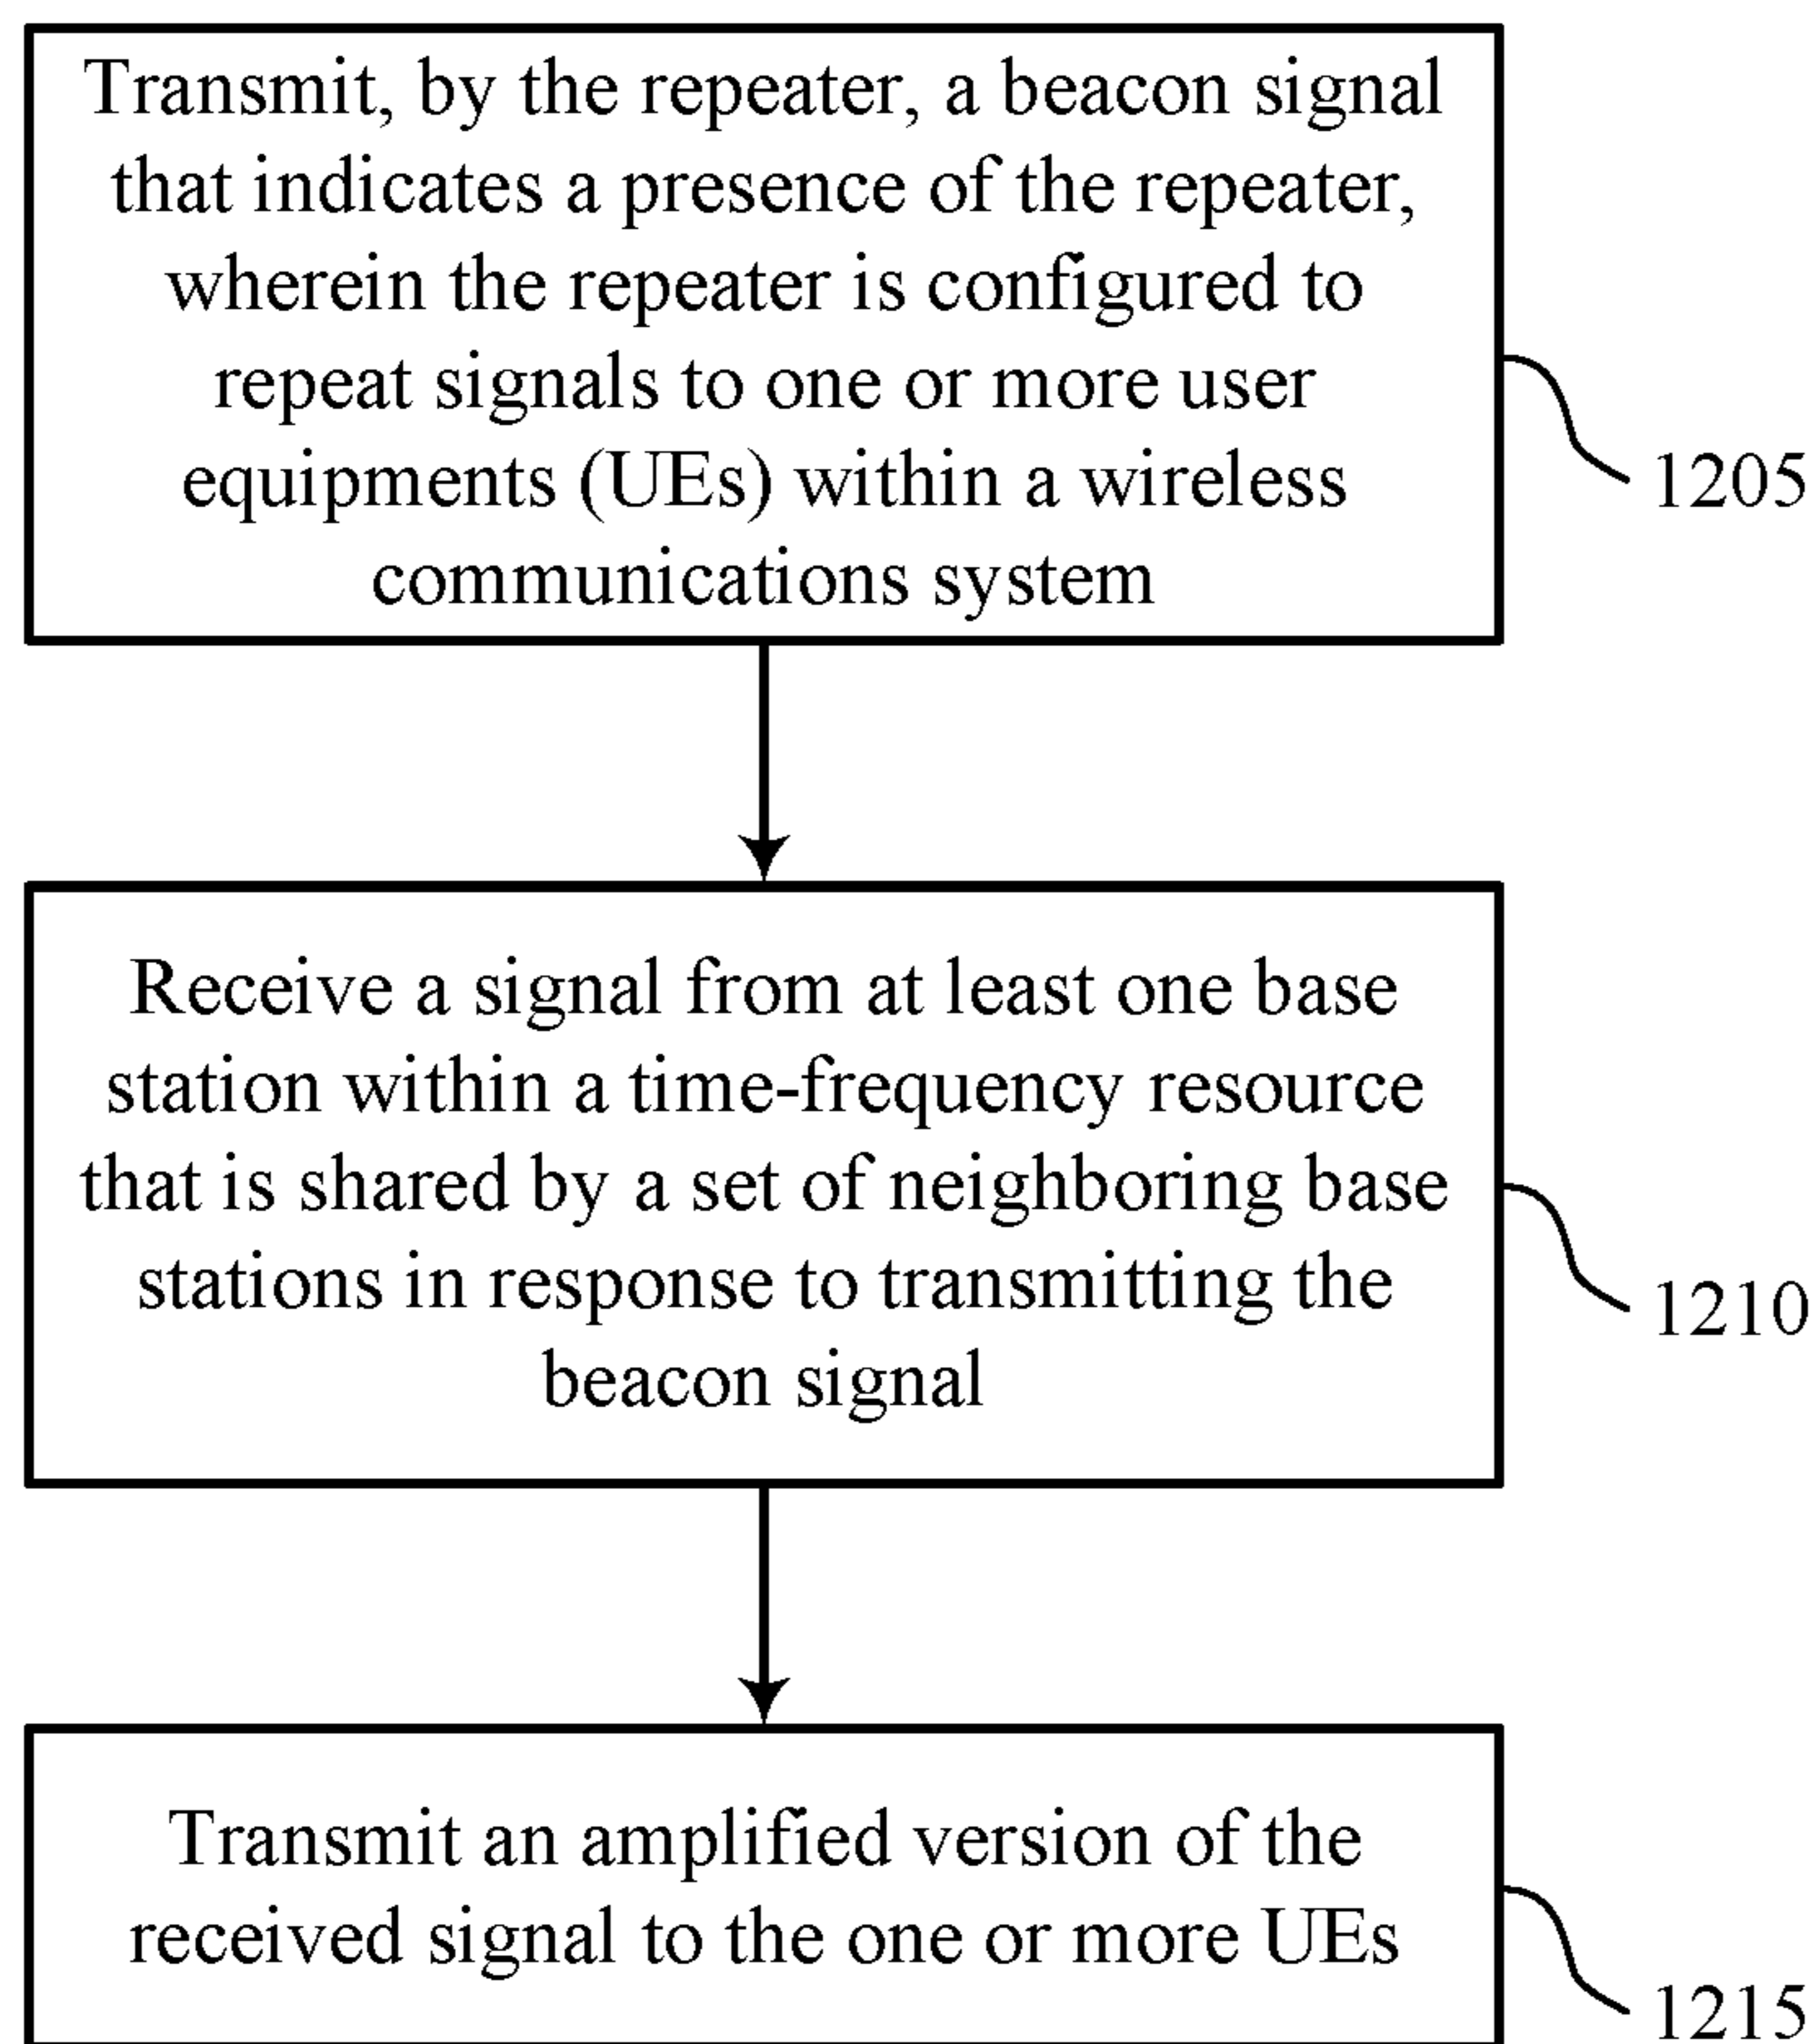 Transmit, by the repeater, a beacon signal
that indicates a presence of the repeater,
wherein the repeater is configured to
repeat signals to one or more user
equipments (UEs) within a wireless
communications system
1205
Receive a signal from at least one base
station within a time-frequency resource
that is shared by a set of neighboring base
stations in response to transmitting the
beacon signal
1210
Transmit an amplified version of the
received signal to the one or more UEs
1215